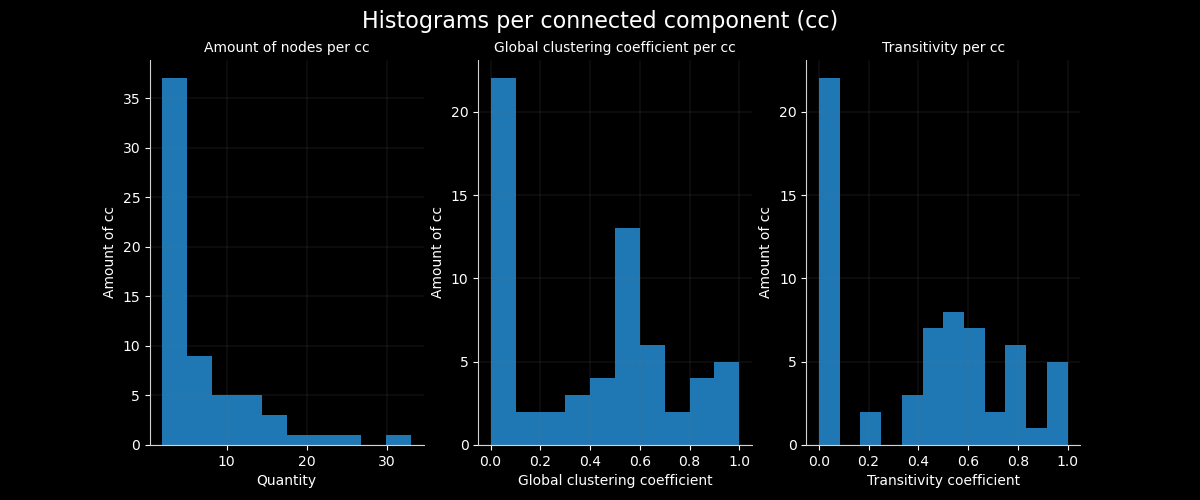 Histograms per connected component (cc)
Amount of nodes per cc
Global clustering coefficient per cc
Transitivity per cc
Amount of cc
35
30
25
20
15
10
5
0
10 20 30
Quantity
Amount of cc
20
15
10
5
0
0.0 0.2 0.4 0.6 0.8 1.0
Global clustering coefficient
Amount of cc
20
15
10
5
0
0.0 0.2 0.4 0.6 0.8 1.0
Transitivity coefficient